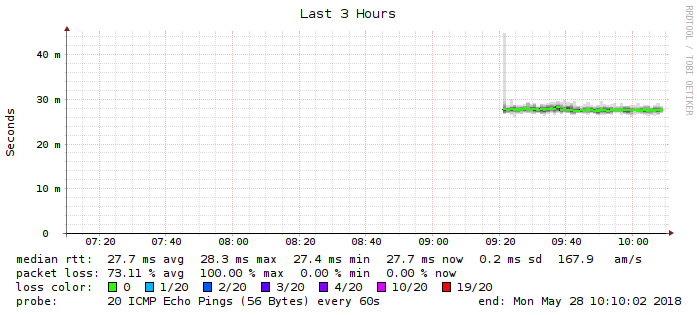 Last 3 Hours
RRDTOOL / TOBI OETIKER
Seconds
40 m
30 m
20 m
10 m
0
07:20 07:40 08:00 08:20 08:40 09:00 09:20 09:40 10:00
median rtt: 27.7 ms avg 28.3 ms max 27.4 ms min 27.7 ms now 0.2 ms sd 167.9 am/s
packet loss: 73.11 % avg 100.00 % max 0.00 % min 0.00 % now
loss color: 0 1/20 2/20 3/20 4/20 10/20 19/20
probe: 20 ICMP Echo Pings (56 Bytes) every 60s end: Mon May 28 10:10:02 2018